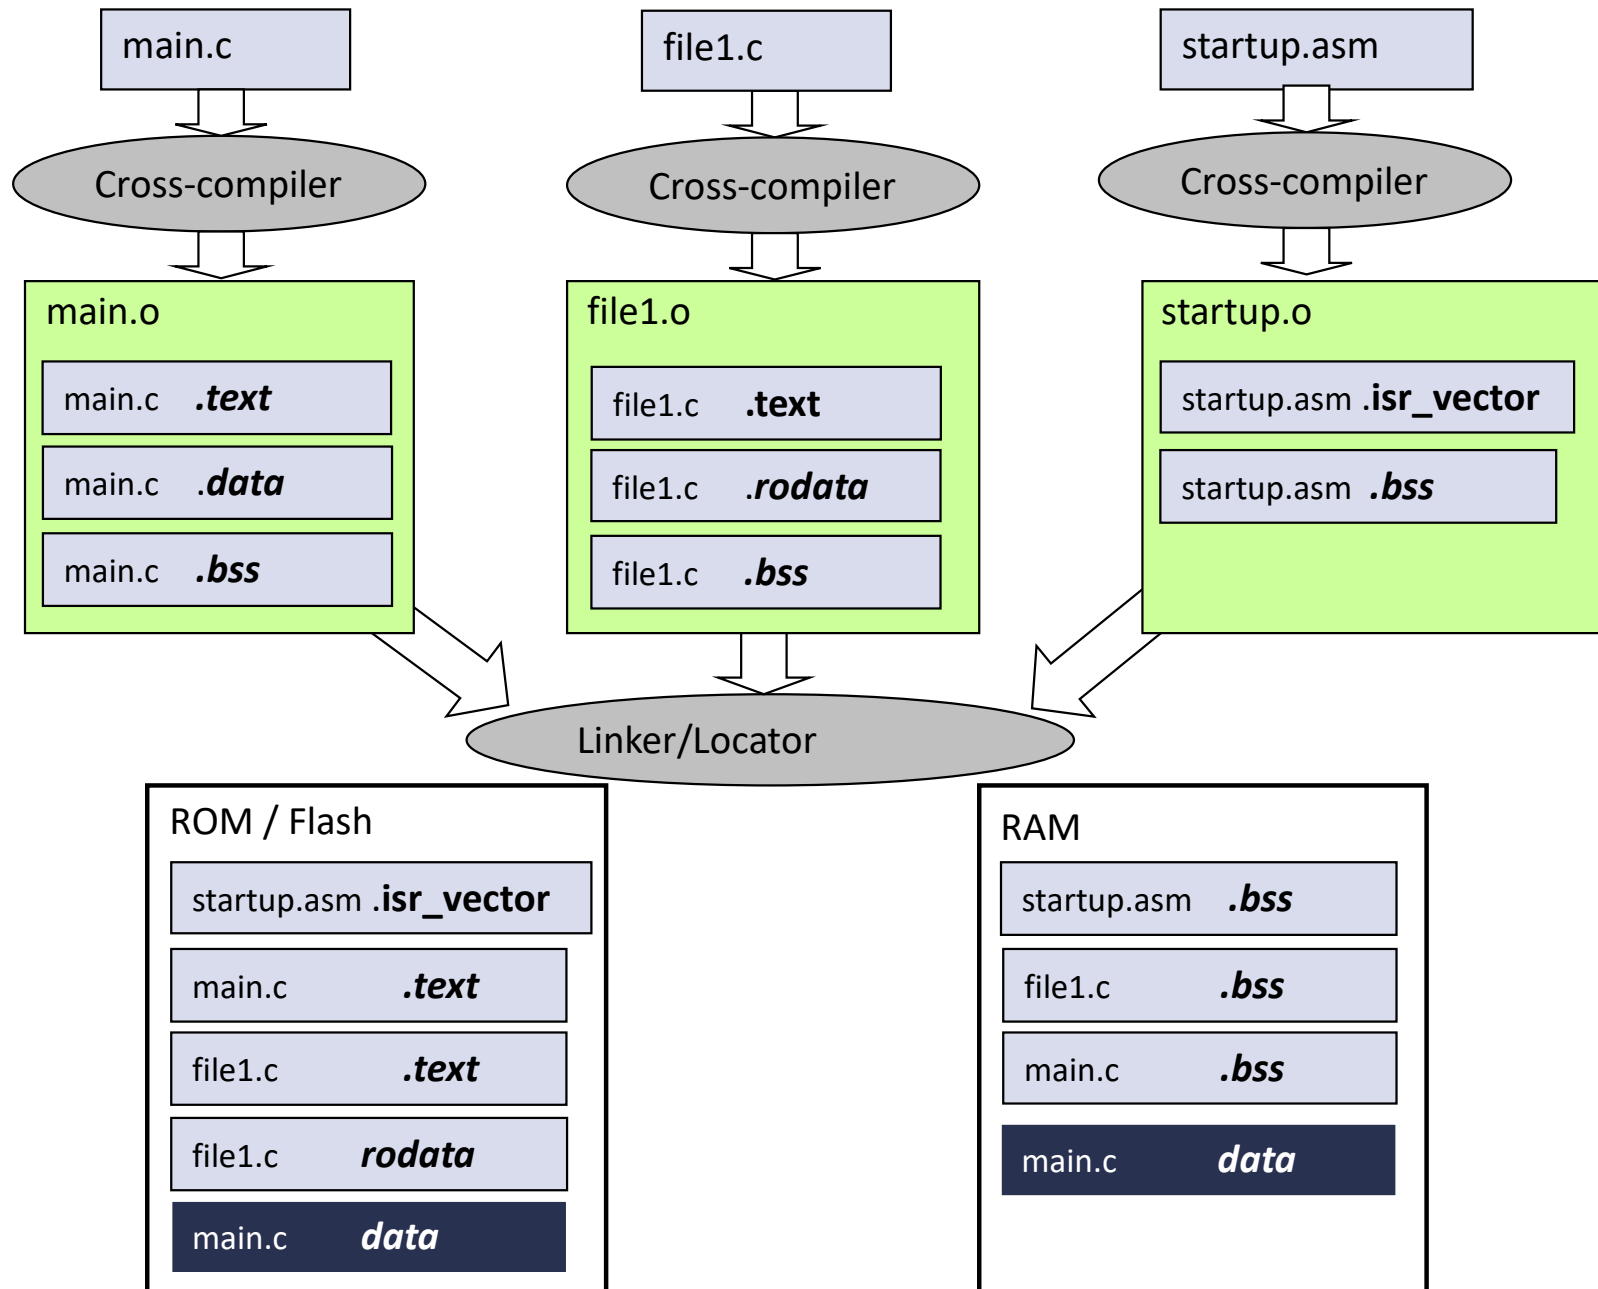 main.c
file1.c
startup.asm
Cross-compiler
Cross-compiler
Cross-compiler
main.o
main.c .text
main.c .data
main.c .bss
file1.o
file1.c .text
file1.c .rodata
file1.c .bss
startup.o
startup.asm .isr_vector
startup.asm .bss
Linker/Locator
ROM / Flash
startup.asm .isr_vector
main.c .text
file1.c .text
file1.c rodata
main.c data
RAM
startup.asm .bss
file1.c .bss
main.c .bss
main.c data